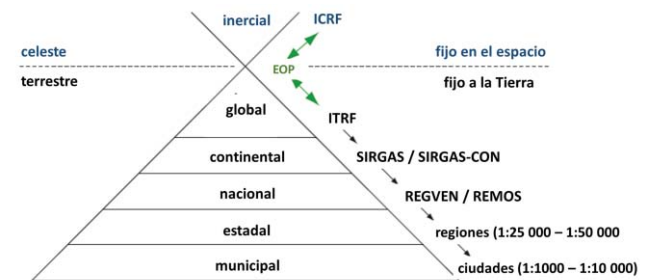 inercial ICRF
celeste fijo en el espacio
EOP
terrestre fijo a la Tierra
global
ITRF
continental SIRGAS / SIRGAS-CON
nacional REGVEN / REMOS
estadal regiones (1:25 000 – 1:50 000
municipal ciudades (1:1000 – 1:10 000)